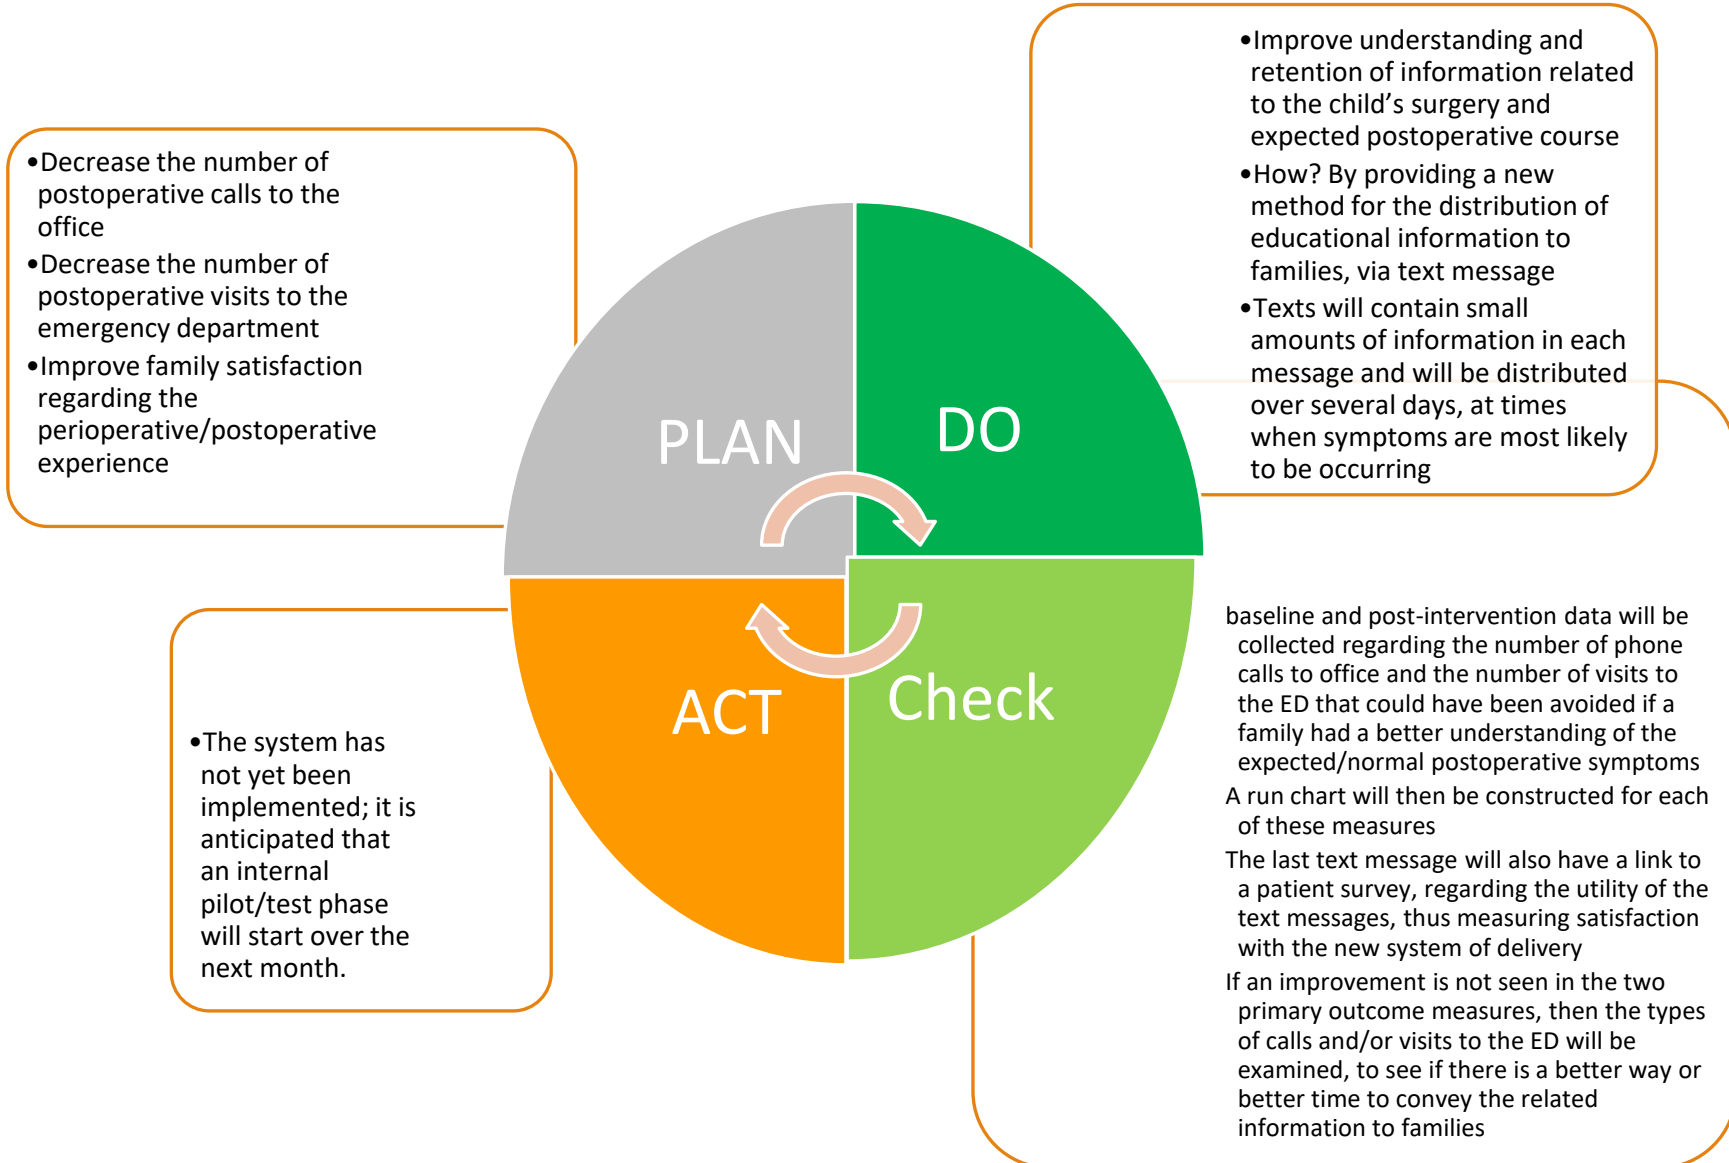 •Decrease the number of
postoperative calls to the
office
•Decrease the number of
postoperative visits to the
emergency department
•Improve family satisfaction
regarding the
perioperative/postoperative
experience
•Improve understanding and
retention of information related
to the child’s surgery and
expected postoperative course
•How? By providing a new
method for the distribution of
educational information to
families, via text message
•Texts will contain small
amounts of information in each
message and will be distributed
over several days, at times
when symptoms are most likely
to be occurring
PLAN
DO
ACT
Check
•The system has
not yet been
implemented; it is
anticipated that
an internal
pilot/test phase
will start over the
next month.
baseline and post-intervention data will be
collected regarding the number of phone
calls to office and the number of visits to
the ED that could have been avoided if a
family had a better understanding of the
expected/normal postoperative symptoms
A run chart will then be constructed for each
of these measures
The last text message will also have a link to
a patient survey, regarding the utility of the
text messages, thus measuring satisfaction
with the new system of delivery
If an improvement is not seen in the two
primary outcome measures, then the types
of calls and/or visits to the ED will be
examined, to see if there is a better way or
better time to convey the related
information to families